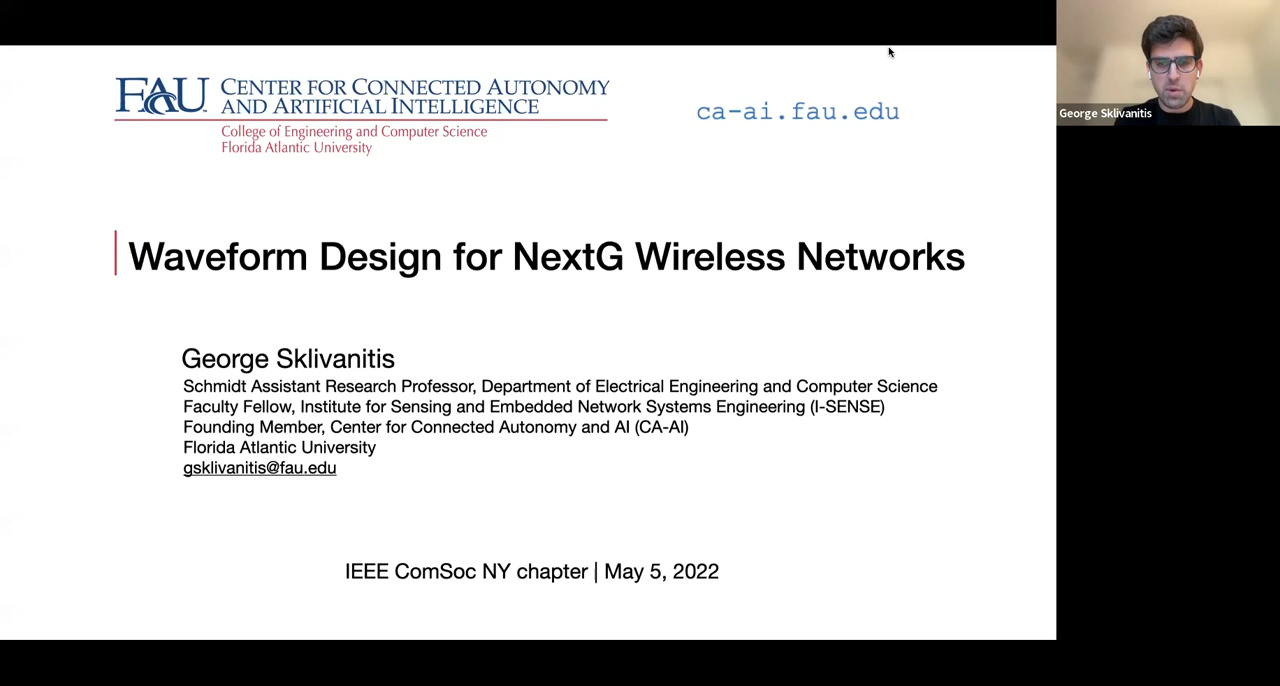 FAU CENTER FOR CONNECTED AUTONOMY
AND ARTIFICIAL INTELLIGENCE
College of Engineering and Computer Science
Florida Atlantic University
ca-ai.fau.edu
George Sklivanitis
Waveform Design for NextG Wireless Networks
George Sklivanitis
Schmidt Assistant Research Professor, Department of Electrical Engineering and Computer Science
Faculty Fellow, Institute for Sensing and Embedded Network Systems Engineering (I-SENSE)
Founding Member, Center for Connected Autonomy and AI (CA-AI)
Florida Atlantic University
gsklivanitis@fau.edu
IEEE ComSoc NY chapter | May 5, 2022